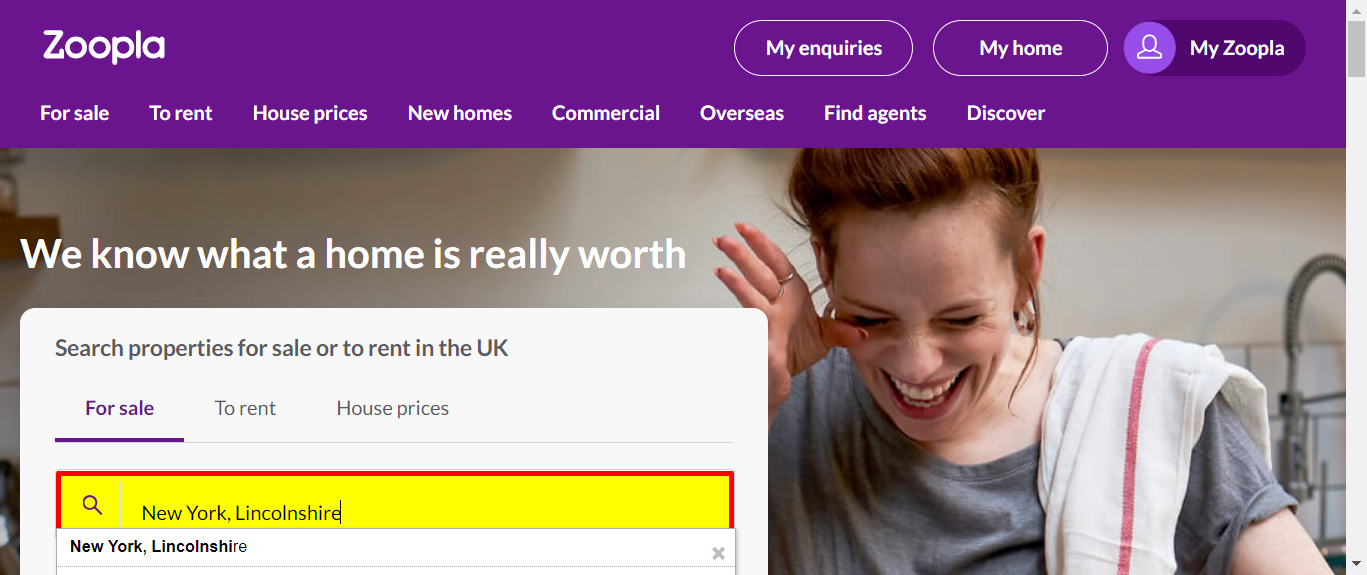 Zoopla
My enquiries
My home
My Zoopla
For sale To rent House prices New homes Commercial Overseas Find agents Discover
We know what a home is really worth
Search properties for sale or to rent in the UK
For sale To rent House prices
New York, Lincolnshire
New York, Lincolnshire